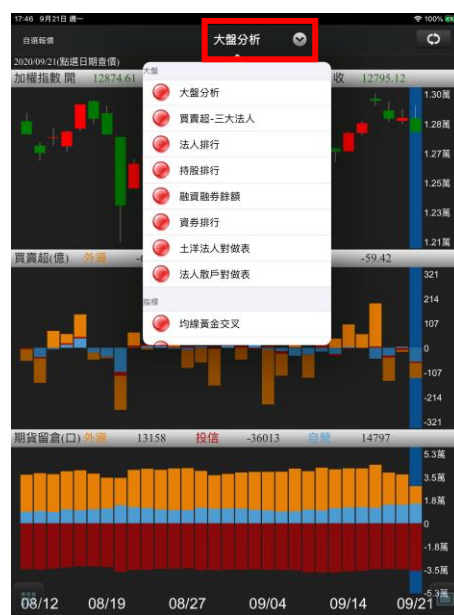 17:46 9月21日 週一 100%
自選報價 大盤分析
2020/09/21(點選日期查價)
加權指數 開 12874.61 收 12795.12
大盤
大盤分析
買賣超-三大法人
法人排行
持股排行
融資融券餘額
資券排行
土洋法人對做表
法人散戶對做表
指標
均線黃金交叉
1.30萬
1.28萬
1.27萬
1.25萬
1.23萬
1.21萬
買賣超(億) 外資 -59.42
321
214
107
0
-107
-214
-321
期貨留倉(口) 外資 13158 投信 -36013 自營 14797
5.3萬
3.5萬
1.8萬
0
-1.8萬
-3.5萬
-5.3萬
08/12 08/19 08/27 09/04 09/14 09/21